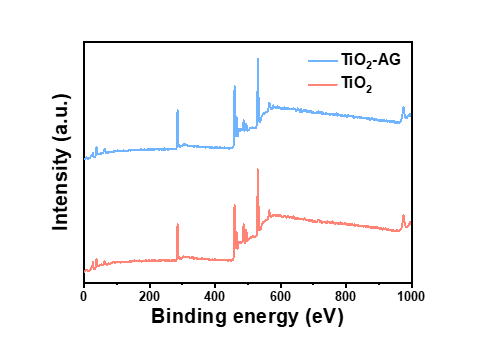 TiO2-AG
TiO2
Intensity (a.u.)
0 200 400 600 800 1000
Binding energy (eV)